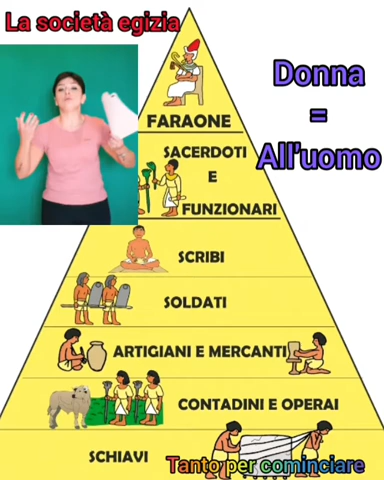 La società egizia
Donna
=
All'uomo
FARAONE
SACERDOTI
E
FUNZIONARI
SCRIBI
SOLDATI
ARTIGIANI E MERCANTI
CONTADINI E OPERAI
SCHIAVI
Tanto per cominciare